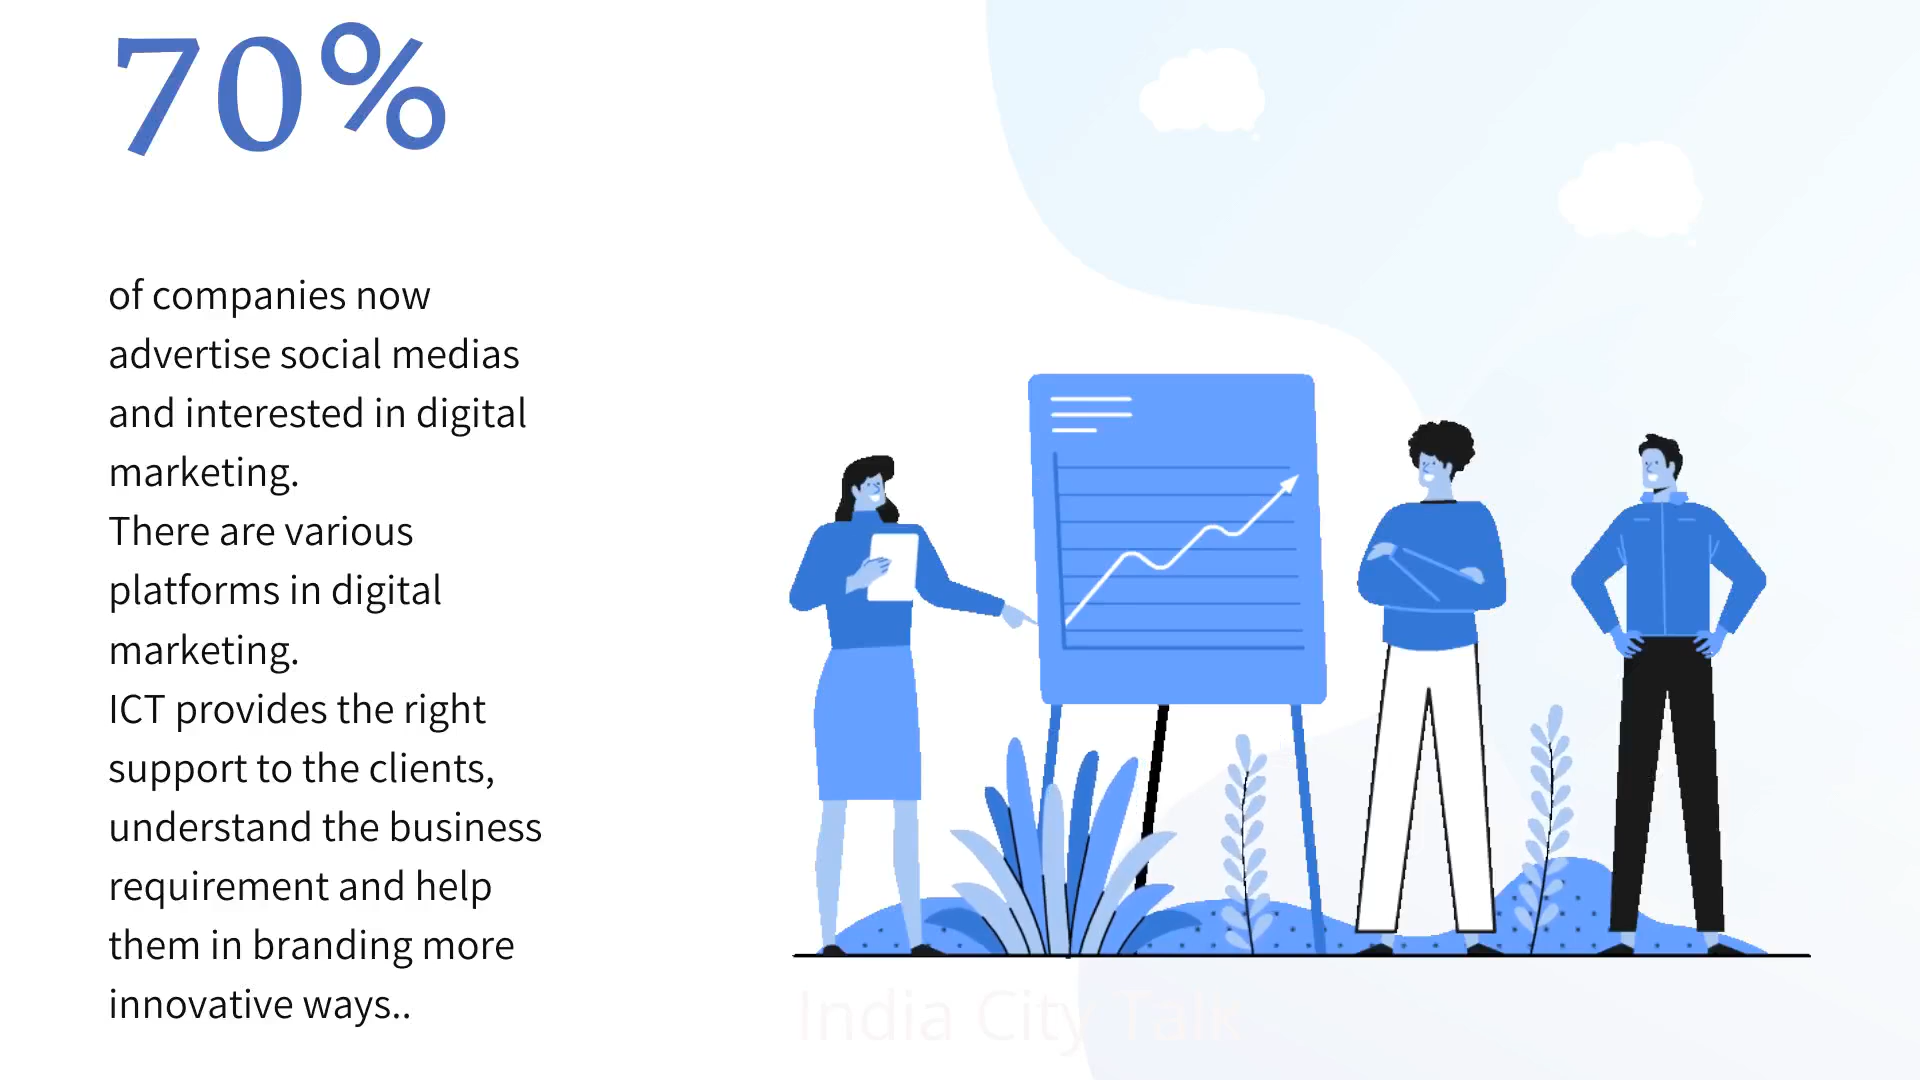 70%
of companies now
advertise social medias
and interested in digital
marketing.
There are various
platforms in digital
marketing.
ICT provides the right
support to the clients,
understand the business
requirement and help
them in branding more
innovative ways..
India City Talk